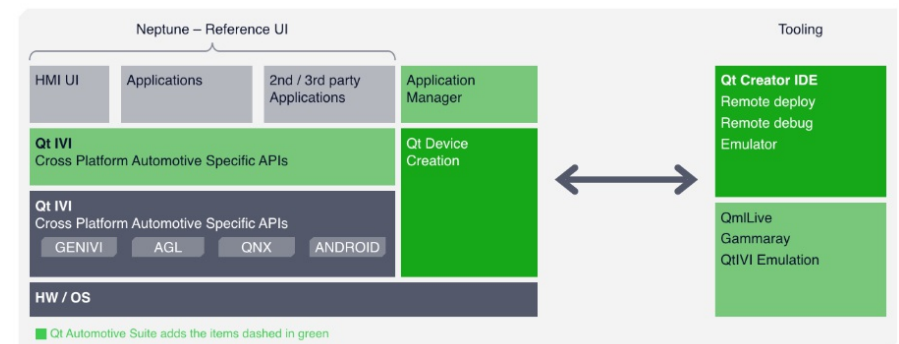 Neptune – Reference UI
Tooling
HMI UI
Applications
2nd / 3rd party
Applications
Application
Manager
Qt IVI
Cross Platform Automotive Specific APIs
Qt Device
Creation
Qt IVI
Cross Platform Automotive Specific APIs
GENIVI
AGL
QNX
ANDROID
HW / OS
Qt Creator IDE
Remote deploy
Remote debug
Emulator
QmlLive
Gammaray
QtIVI Emulation
Qt Automotive Suite adds the items dashed in green